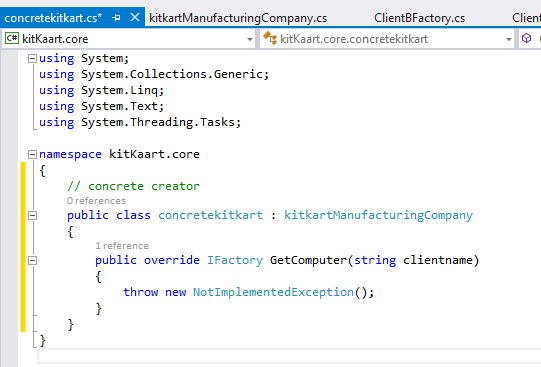 concretekitkart.cs* kitkartManufacturingCompany.cs ClientBFactory.cs Clien
C# kitKaart.core kitKaart.core.concretekitkart
using System;
using System.Collections.Generic;
using System.Linq;
using System.Text;
using System.Threading.Tasks;
namespace kitKaart.core
{
// concrete creator
0 references
public class concretekitkart : kitkartManufacturingCompany
{
1 reference
public override IFactory GetComputer(string clientname)
{
throw new NotImplementedException();
}
}
}